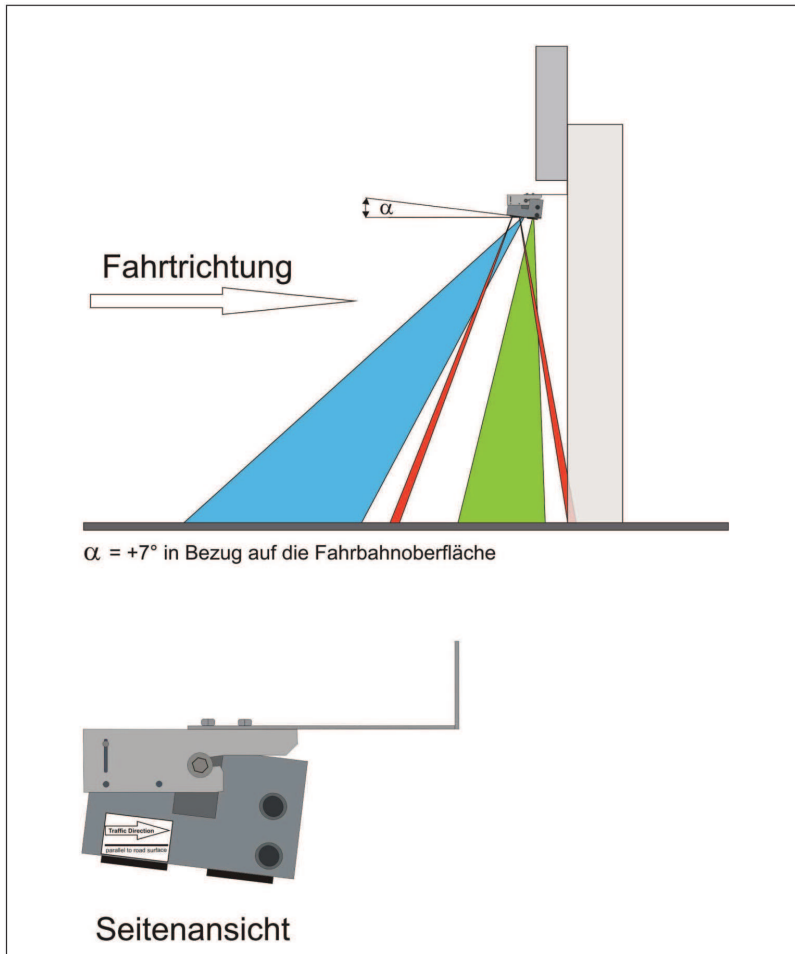 α
Fahrtrichtung
α = +7° in Bezug auf die Fahrbahnoberfläche
Traffic Direction
parallel to road surface
Seitenansicht